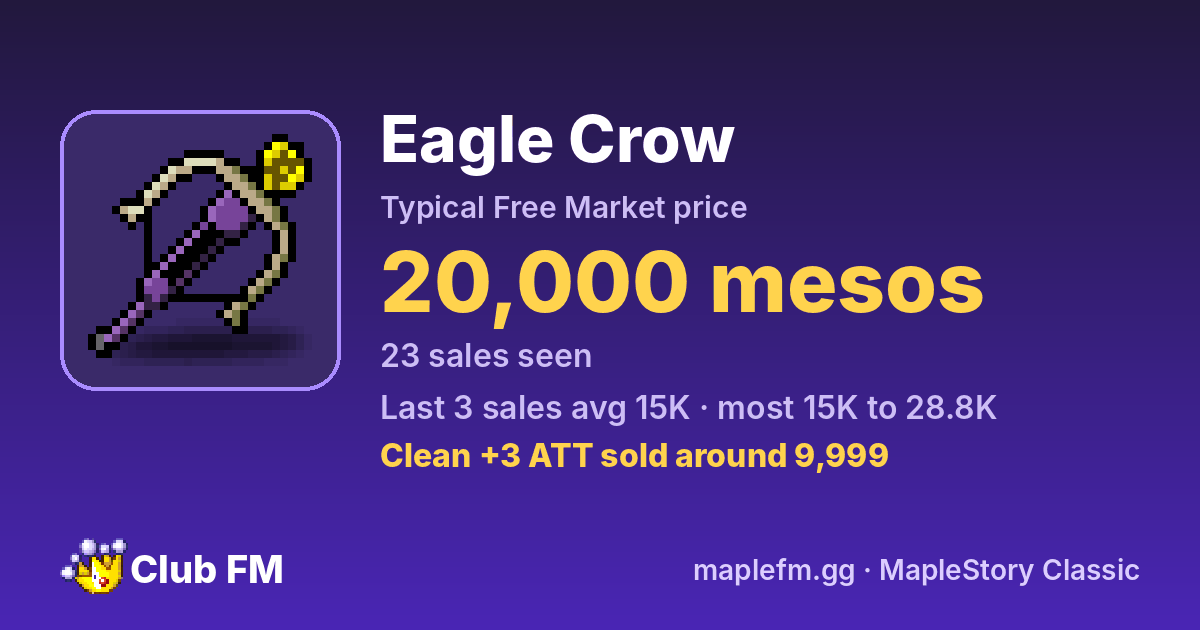 Eagle Crow
Typical Free Market price
20,000 mesos
23 sales seen
Last 3 sales avg 15K · most 15K to 28.8K
Clean +3 ATT sold around 9,999
Club FM
maplefm.gg · MapleStory Classic